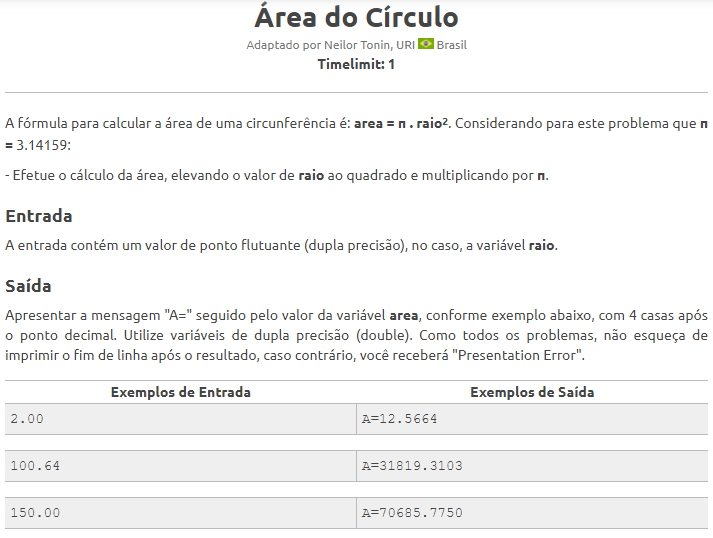 Área do Círculo
Adaptado por Neilor Tonin, URI Brasil
Timelimit: 1
A fórmula para calcular a área de uma circunferência é: area = n . raio². Considerando para este problema que n
= 3.14159:
- Efetue o cálculo da área, elevando o valor de raio ao quadrado e multiplicando por n.
Entrada
A entrada contém um valor de ponto flutuante (dupla precisão), no caso, a variável raio.
Saída
Apresentar a mensagem "A=" seguido pelo valor da variável area, conforme exemplo abaixo, com 4 casas após
o ponto decimal. Utilize variáveis de dupla precisão (double). Como todos os problemas, não esqueça de
imprimir o fim de linha após o resultado, caso contrário, você receberá "Presentation Error".
Exemplos de Entrada Exemplos de Saída
2.00 A=12.5664
100.64 A=31819.3103
150.00 A=70685.7750